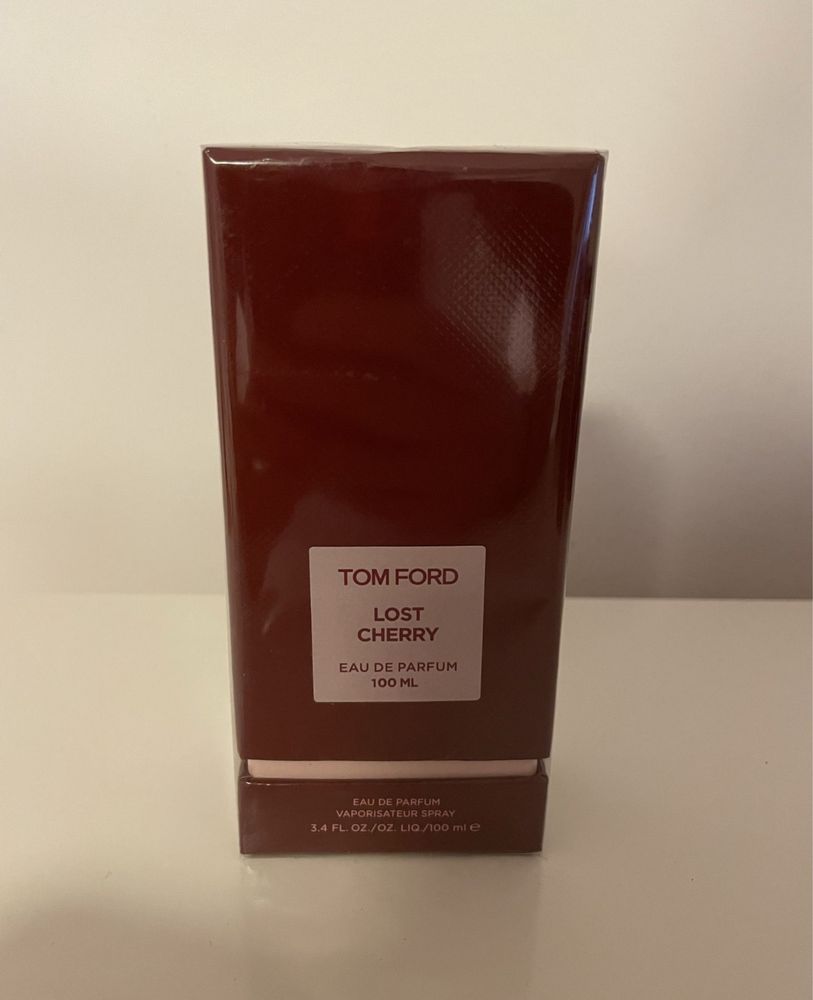 TOM FORD
LOST
CHERRY
EAU DE PARFUM
100 ML
EAU DE PARFUM
VAPORISATEUR SPRAY
3.4 FL. OZ./OZ. LIQ./100 ml ℮